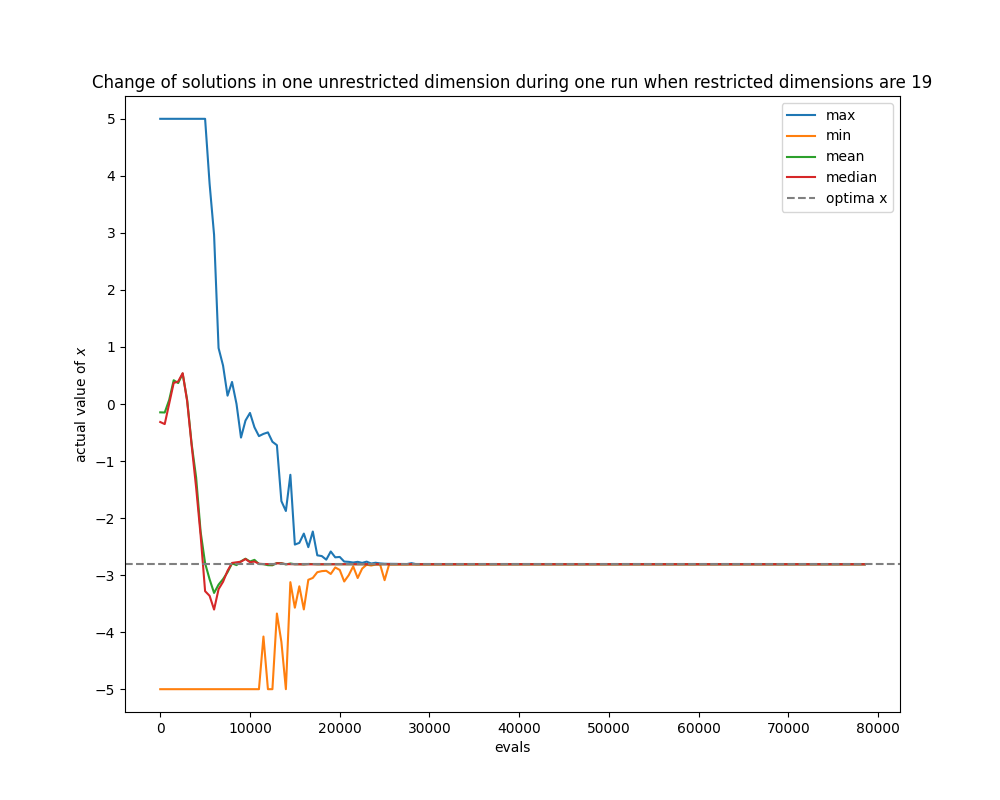 Change of solutions in one unrestricted dimension during one run when restricted dimensions are 19
max
min
mean
median
optima x
5
4
3
2
1
0
−1
−2
−3
−4
−5
actual value of x
0 10000 20000 30000 40000 50000 60000 70000 80000
evals